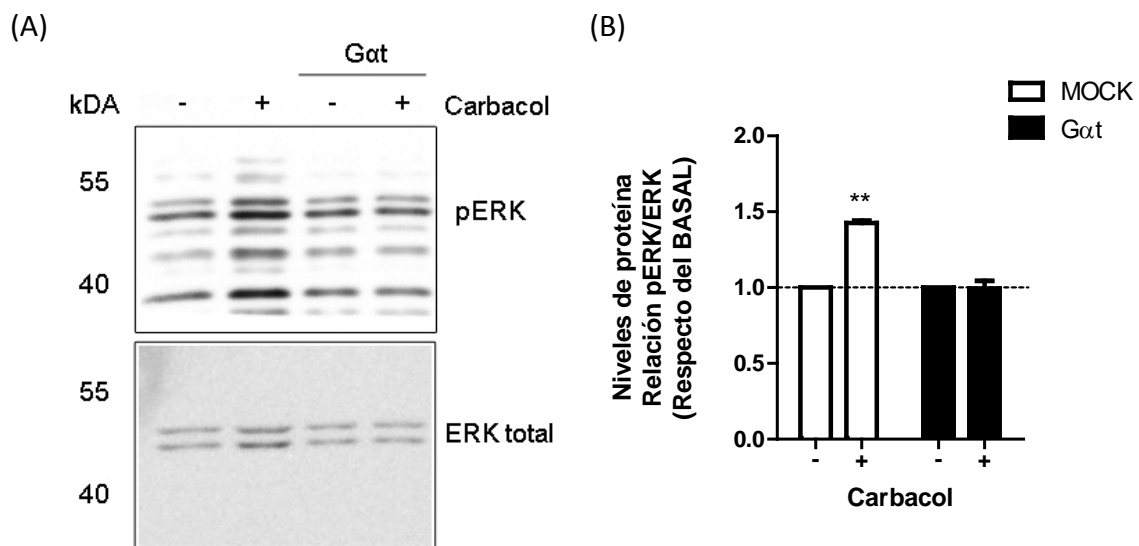 (A)
Gαt
kDA - + - + Carbacol
55
pERK
40
55
ERK total
40
(B)
MOCK
Gαt
Niveles de proteína
Relación pERK/ERK
(Respecto del BASAL)
2.0
1.5
1.0
0.5
0.0
**
- + - +
Carbacol